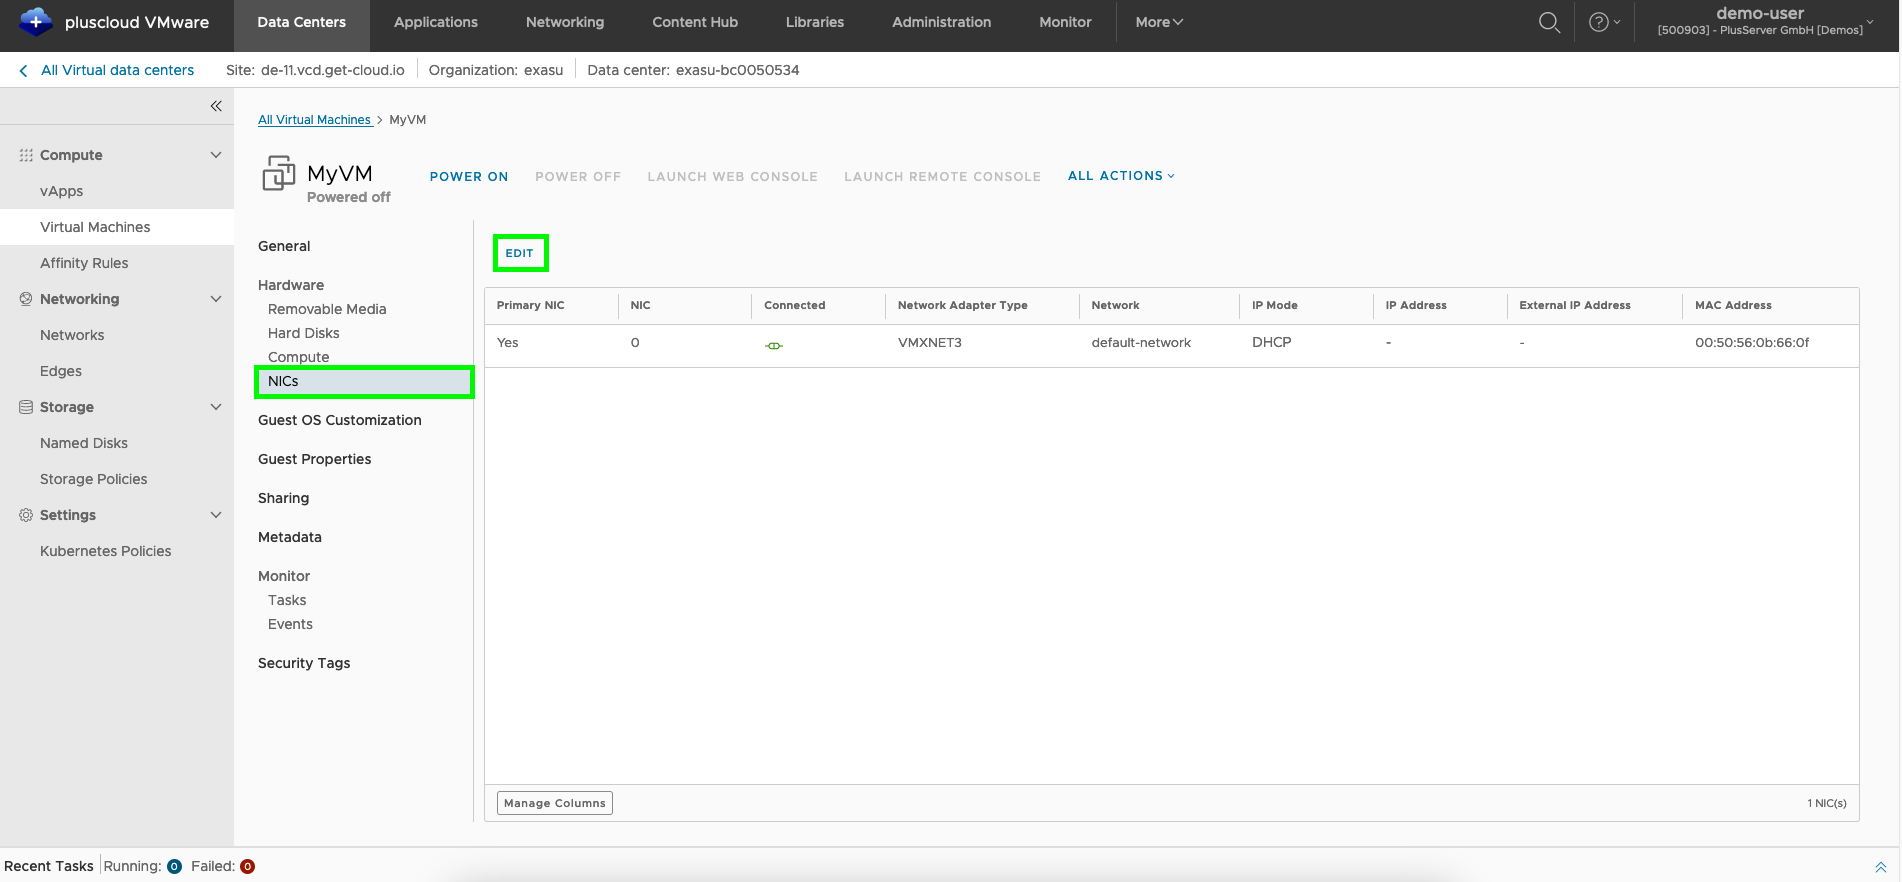 pluscloud VMware
Data Centers Applications Networking Content Hub Libraries Administration Monitor More
demo-user
[500903] - PlusServer GmbH [Demos]
All Virtual data centers Site: de-11.vcd.get-cloud.io Organization: exasu Data center: exasu-bc0050534
Compute
vApps
Virtual Machines
Affinity Rules
Networking
Networks
Edges
Storage
Named Disks
Storage Policies
Settings
Kubernetes Policies
All Virtual Machines > MyVM
MyVM
Powered off
POWER ON POWER OFF LAUNCH WEB CONSOLE LAUNCH REMOTE CONSOLE ALL ACTIONS
General
Hardware
Removable Media
Hard Disks
Compute
NICs
Guest OS Customization
Guest Properties
Sharing
Metadata
Monitor
Tasks
Events
Security Tags
EDIT
Primary NIC NIC Connected Network Adapter Type Network IP Mode IP Address External IP Address MAC Address
Yes 0 VMXNET3 default-network DHCP - - 00:50:56:0b:66:0f
Manage Columns 1 NIC(s)
Recent Tasks Running: 0 Failed: 0